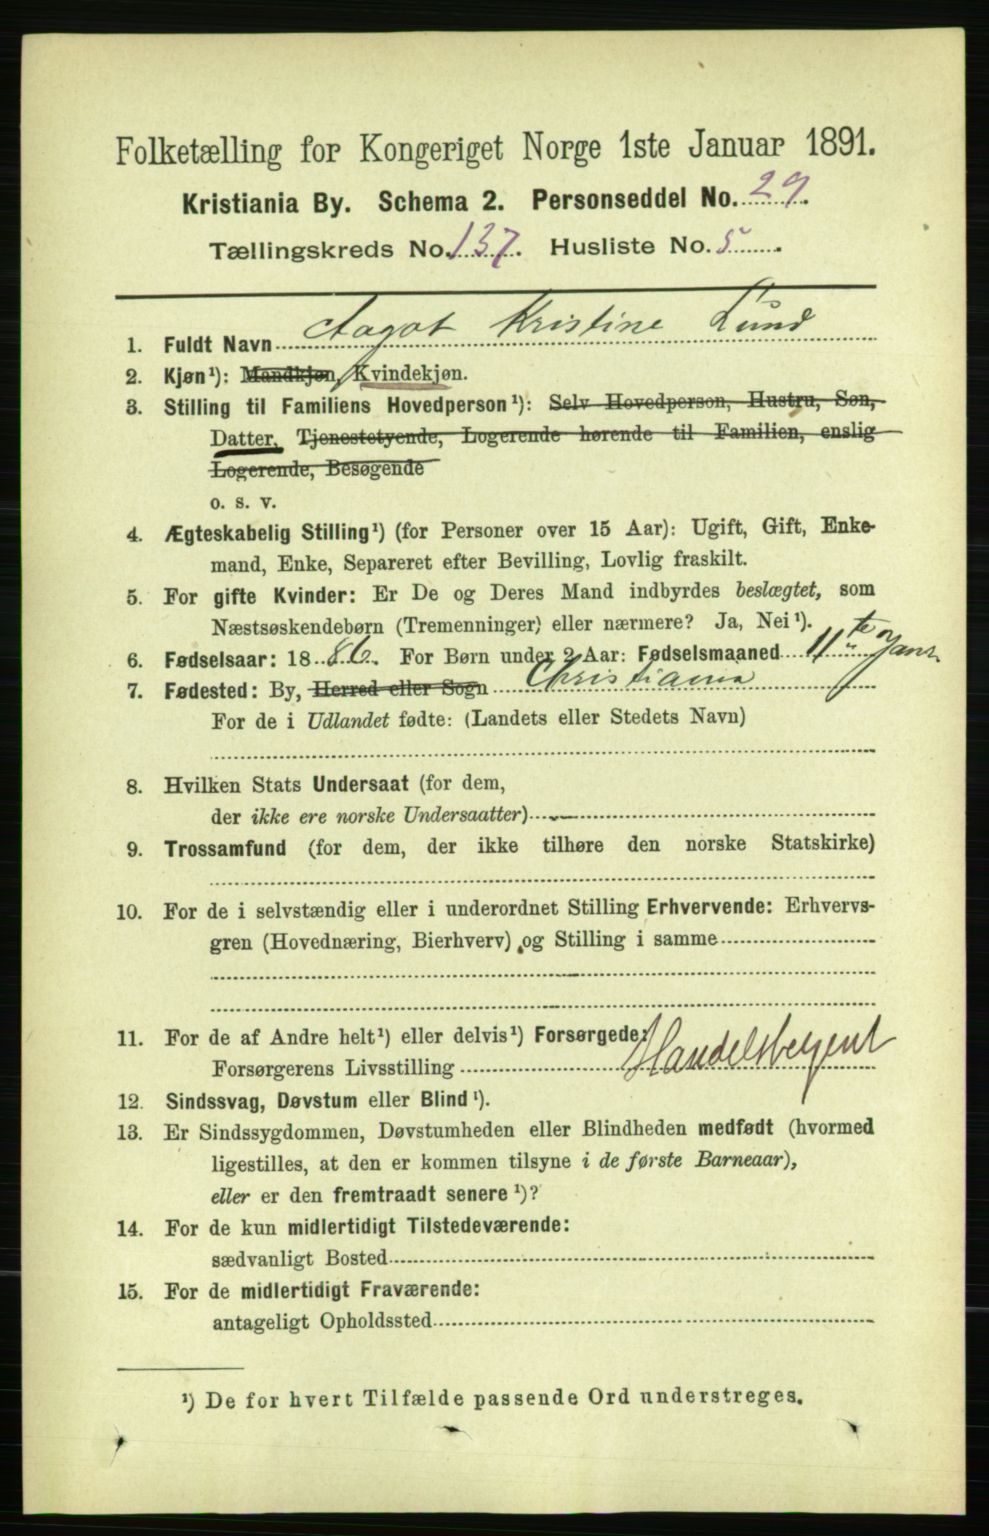 Folketælling for Kongeriget Norge 1ste Januar 1891.
Kristiania By. Schema 2. Personseddel No. 29.
Tællingskreds No. 137. Husliste No. 5.
1. Fuldt Navn Aagot Kristine Lund
2. Kjøn¹): Mandkjøn, Kvindekjøn.
3. Stilling til Familiens Hovedperson¹): Selv Hovedperson, Hustru, Søn,
Datter, Tjenestetyende, Logerende hørende til Familien, enslig
Logerende, Besøgende
o. s. v.
4. Ægteskabelig Stilling¹) (for Personer over 15 Aar): Ugift, Gift, Enke-
mand, Enke, Separeret efter Bevilling, Lovlig fraskilt.
5. For gifte Kvinder: Er De og Deres Mand indbyrdes beslægtet, som
Næstsøskendebørn (Tremenninger) eller nærmere? Ja, Nei¹).
6. Fødselsaar: 1886. For Børn under 2 Aar: Fødselsmaaned 11te Janr
7. Fødested: By, Herred eller Sogn Christiania
For de i Udlandet fødte: (Landets eller Stedets Navn)
8. Hvilken Stats Undersaat (for dem,
der ikke ere norske Undersaatter)
9. Trossamfund (for dem, der ikke tilhøre den norske Statskirke)
10. For de i selvstændig eller i underordnet Stilling Erhvervende: Erhvervs-
gren (Hovednæring, Bierhverv) og Stilling i samme
11. For de af Andre helt¹) eller delvis¹) Forsørgede:
Forsørgerens Livsstilling Handelsbetjent
12. Sindssvag, Døvstum eller Blind¹).
13. Er Sindssygdommen, Døvstumheden eller Blindheden medfødt (hvormed
ligestilles, at den er kommen tilsyne i de første Barneaar),
eller er den fremtraadt senere¹)?
14. For de kun midlertidigt Tilstedeværende:
sædvanligt Bosted
15. For de midlertidigt Fraværende:
antageligt Opholdssted
¹) De for hvert Tilfælde passende Ord understreges.